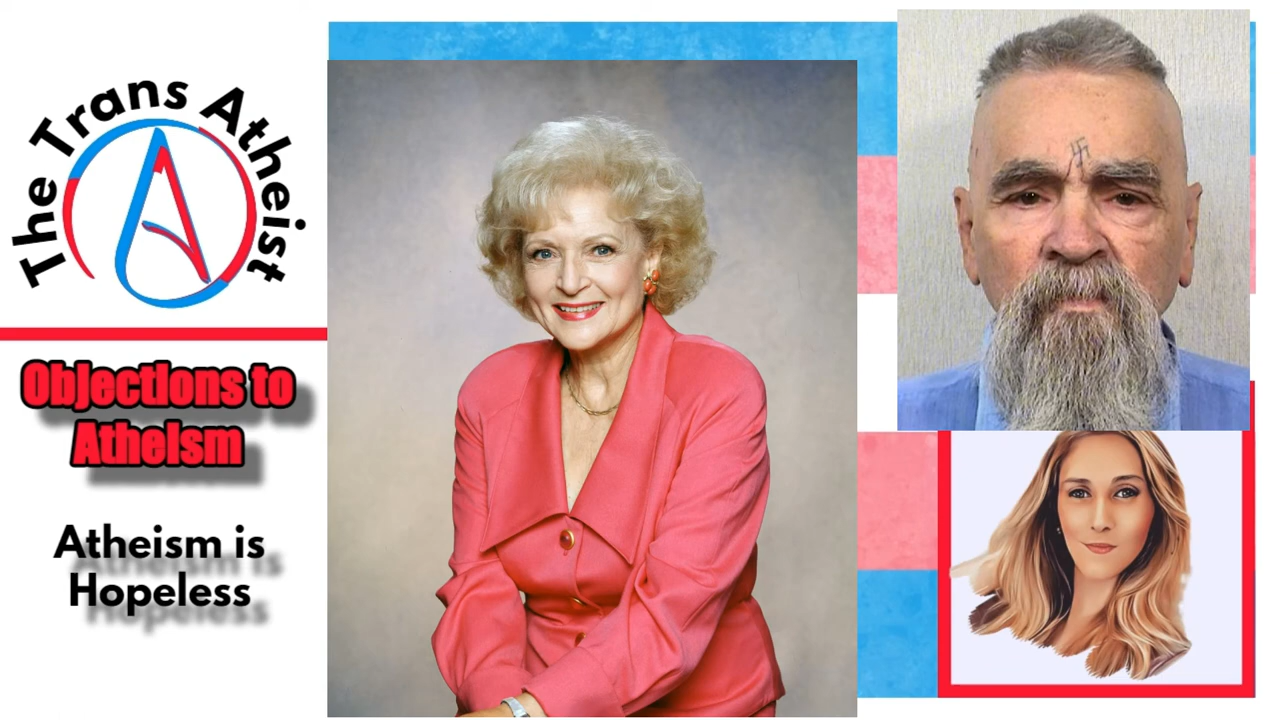 The Trans Atheist
Objections to
Atheism
Atheism is
Hopeless